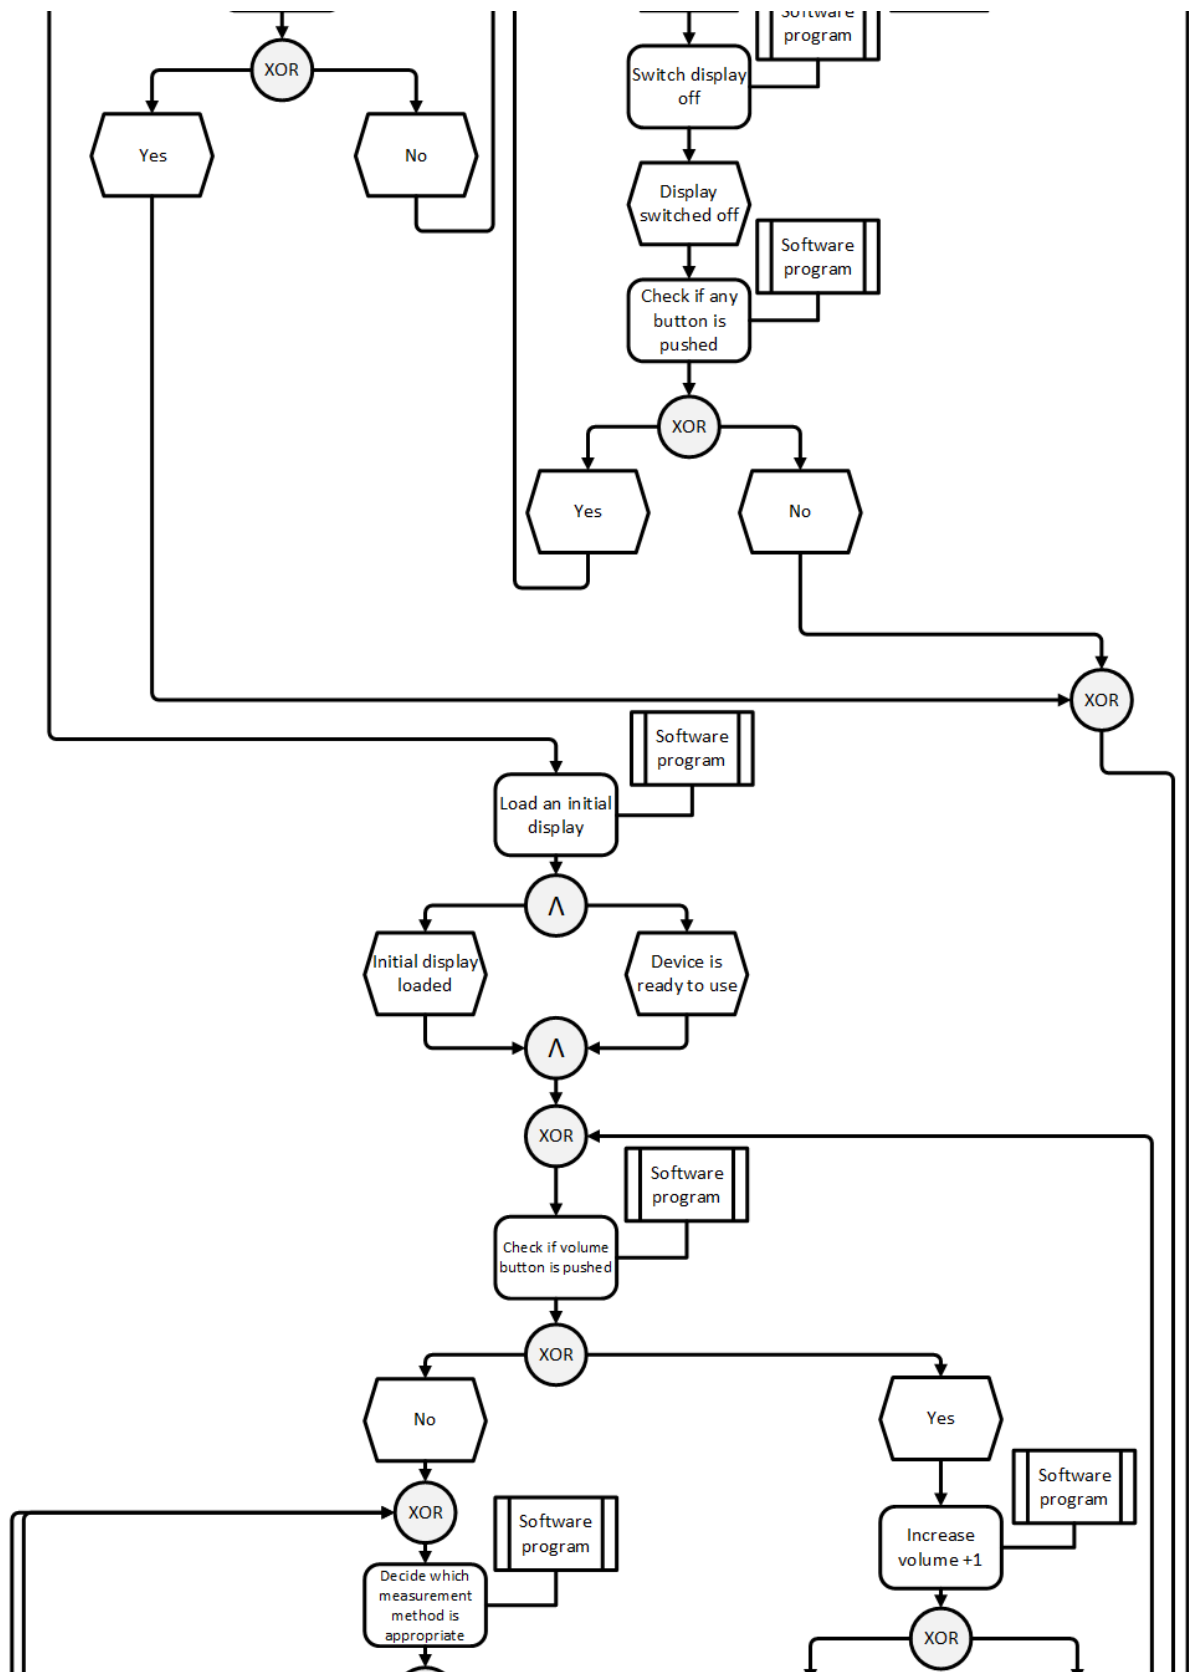 Software
program
Switch display
off
XOR
Yes
No
Display
switched off
Software
program
Check if any
button is
pushed
XOR
Yes
No
XOR
Software
program
Load an initial
display
Λ
Initial display
loaded
Device is
ready to use
Λ
XOR
Software
program
Check if volume
button is pushed
XOR
No
Yes
Software
program
XOR
Software
program
Increase
volume +1
Decide which
measurement
method is
appropriate
XOR